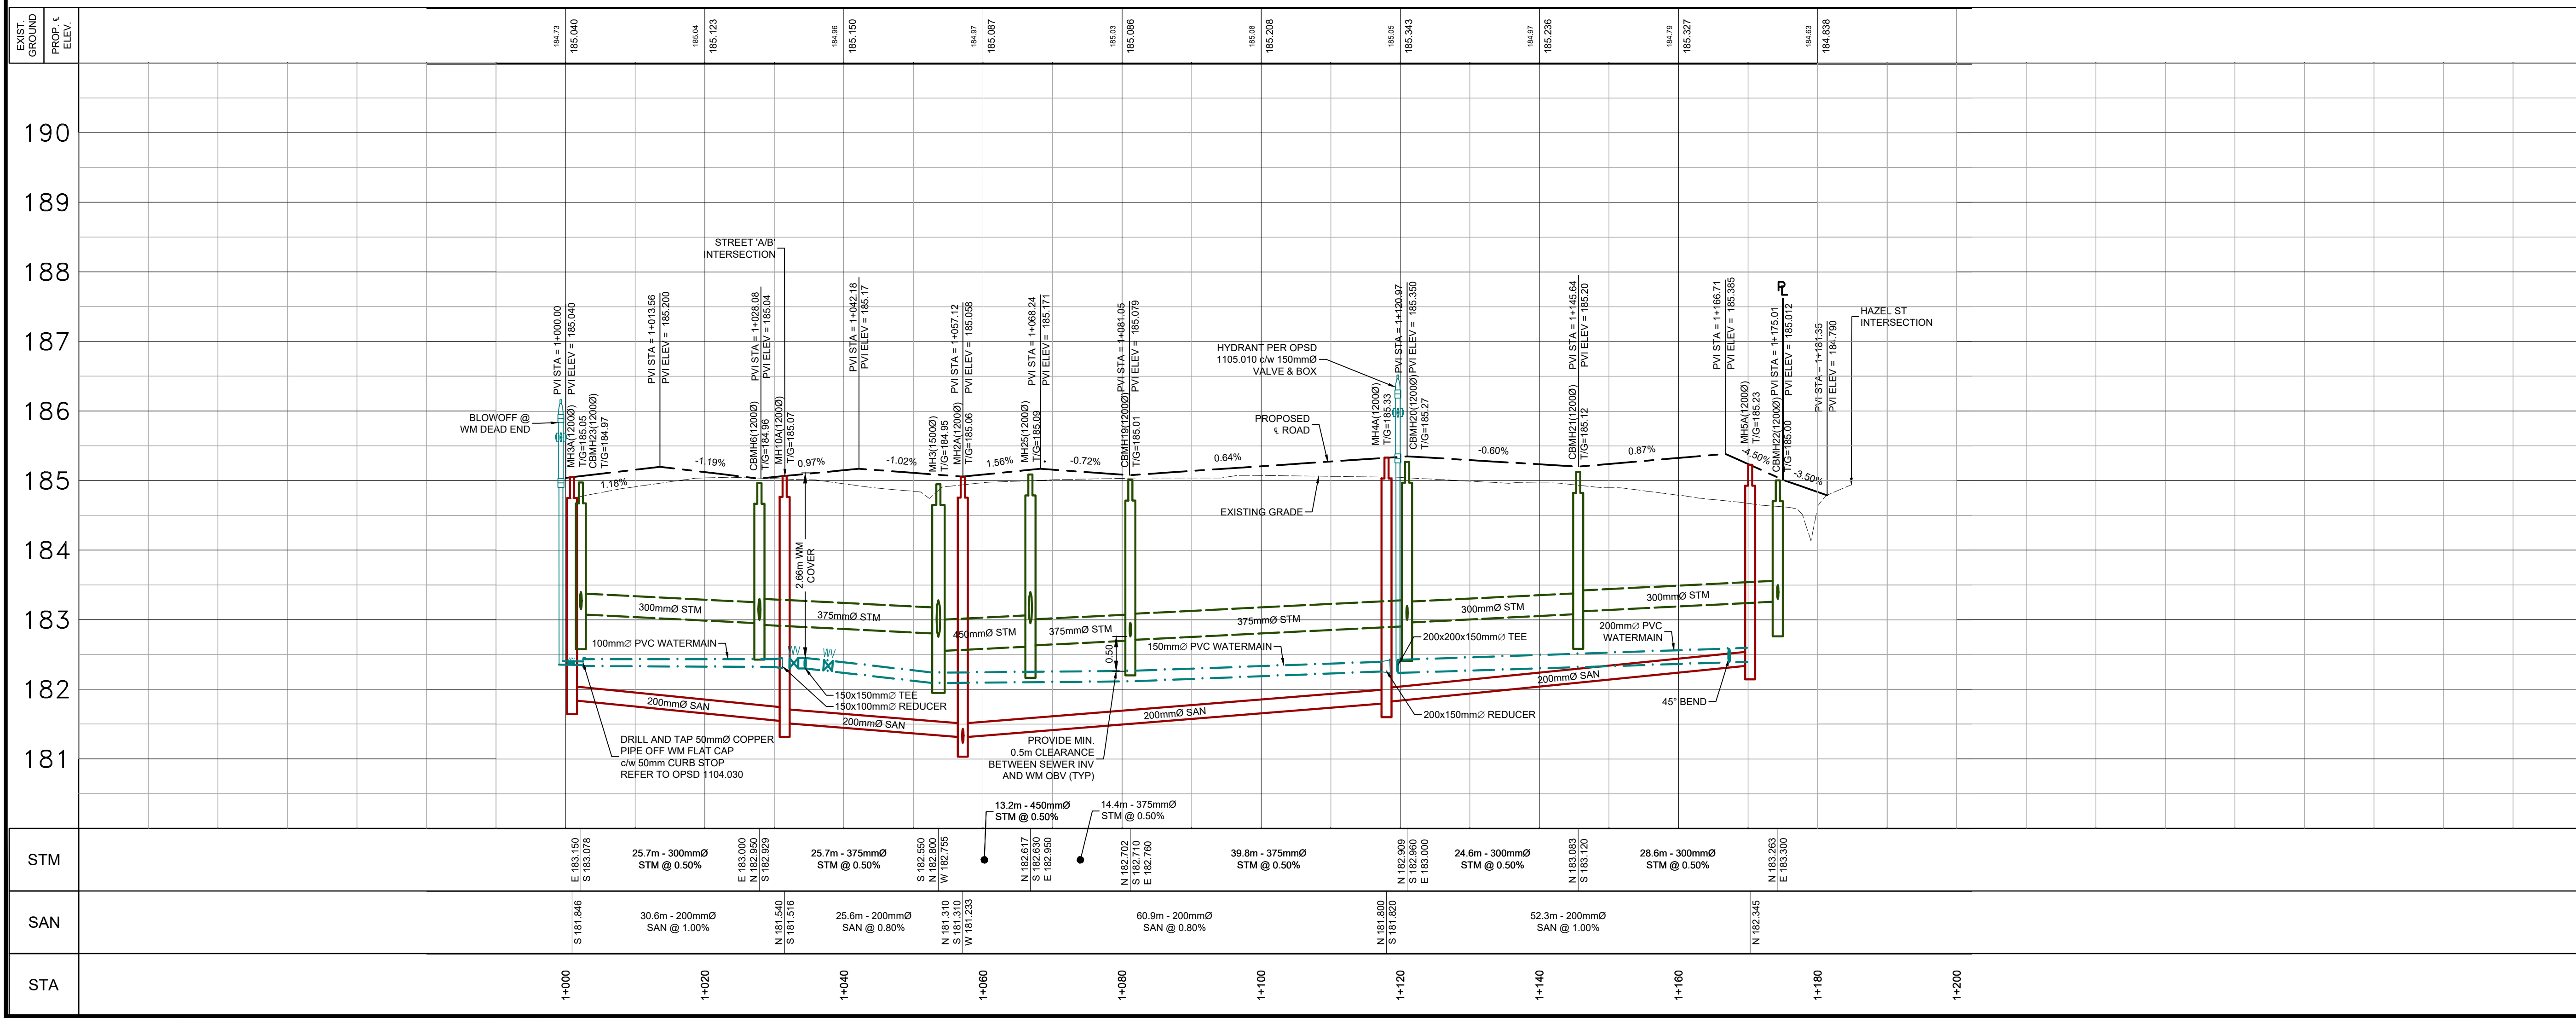 EXIST.
GROUND
PROP. ℄
ELEV.
184.73
185.040
185.04
185.123
184.96
185.150
184.97
185.087
185.03
185.086
185.08
185.208
185.05
185.343
184.97
185.236
184.79
185.327
184.63
184.838
190
189
188
187
186
185
184
183
182
181
STREET 'A/B'
INTERSECTION
BLOWOFF @
WM DEAD END
PVI STA = 1+000.00
PVI ELEV = 185.040
MH3A(1200Ø)
T/G=185.05
CBMH23(1200Ø)
T/G=184.97
PVI STA = 1+013.56
PVI ELEV = 185.200
PVI STA = 1+028.08
PVI ELEV = 185.04
CBMH6(1200Ø)
T/G=184.96
MH10A(1200Ø)
T/G=185.07
PVI STA = 1+042.18
PVI ELEV = 185.17
MH3(1500Ø)
T/G=184.95
PVI STA = 1+057.12
PVI ELEV = 185.058
MH2A(1200Ø)
T/G=185.06
PVI STA = 1+068.24
PVI ELEV = 185.171
MH25(1200Ø)
T/G=185.09
PVI STA = 1+081.05
PVI ELEV = 185.079
CBMH19(1200Ø)
T/G=185.01
HYDRANT PER OPSD
1105.010 c/w 150mmØ
VALVE & BOX
PROPOSED
℄ ROAD
EXISTING GRADE
MH4A(1200Ø)
T/G=185.33
PVI STA = 1+120.97
PVI ELEV = 185.350
CBMH20(1200Ø)
T/G=185.27
PVI STA = 1+145.64
PVI ELEV = 185.20
CBMH21(1200Ø)
T/G=185.12
PVI STA = 1+166.71
PVI ELEV = 185.385
MH5A(1200Ø)
T/G=185.23
PL
PVI STA = 1+175.01
PVI ELEV = 185.012
CBMH22(1200Ø)
T/G=185.00
PVI STA = 1+181.35
PVI ELEV = 184.790
HAZEL ST
INTERSECTION
1.18%
-1.19%
0.97%
-1.02%
1.56%
-0.72%
0.64%
-0.60%
0.87%
-4.50%
-3.50%
2.66m WM
COVER
300mmØ STM
375mmØ STM
450mmØ STM
375mmØ STM
375mmØ STM
300mmØ STM
300mmØ STM
100mm∅ PVC WATERMAIN
WV
WV
0.50
150mm∅ PVC WATERMAIN
200x200x150mm∅ TEE
200mm∅ PVC
WATERMAIN
150x150mm∅ TEE
150x100mm∅ REDUCER
200x150mm∅ REDUCER
45° BEND
200mmØ SAN
200mmØ SAN
200mmØ SAN
200mmØ SAN
DRILL AND TAP 50mmØ COPPER
PIPE OFF WM FLAT CAP
c/w 50mm CURB STOP
REFER TO OPSD 1104.030
PROVIDE MIN.
0.5m CLEARANCE
BETWEEN SEWER INV
AND WM OBV (TYP)
13.2m - 450mmØ
STM @ 0.50%
14.4m - 375mmØ
STM @ 0.50%
STM
E 183.150
S 183.078
25.7m - 300mmØ
STM @ 0.50%
E 183.000
N 182.950
S 182.929
25.7m - 375mmØ
STM @ 0.50%
S 182.550
N 182.800
W 182.755
N 182.617
S 182.630
E 182.950
N 182.702
S 182.710
E 182.760
39.8m - 375mmØ
STM @ 0.50%
N 182.909
S 182.960
E 183.000
24.6m - 300mmØ
STM @ 0.50%
N 183.083
S 183.120
28.6m - 300mmØ
STM @ 0.50%
N 183.263
E 183.300
SAN
S 181.846
30.6m - 200mmØ
SAN @ 1.00%
N 181.540
S 181.516
25.6m - 200mmØ
SAN @ 0.80%
N 181.310
S 181.310
W 181.233
60.9m - 200mmØ
SAN @ 0.80%
N 181.800
S 181.820
52.3m - 200mmØ
SAN @ 1.00%
N 182.345
STA
1+000
1+020
1+040
1+060
1+080
1+100
1+120
1+140
1+160
1+180
1+200